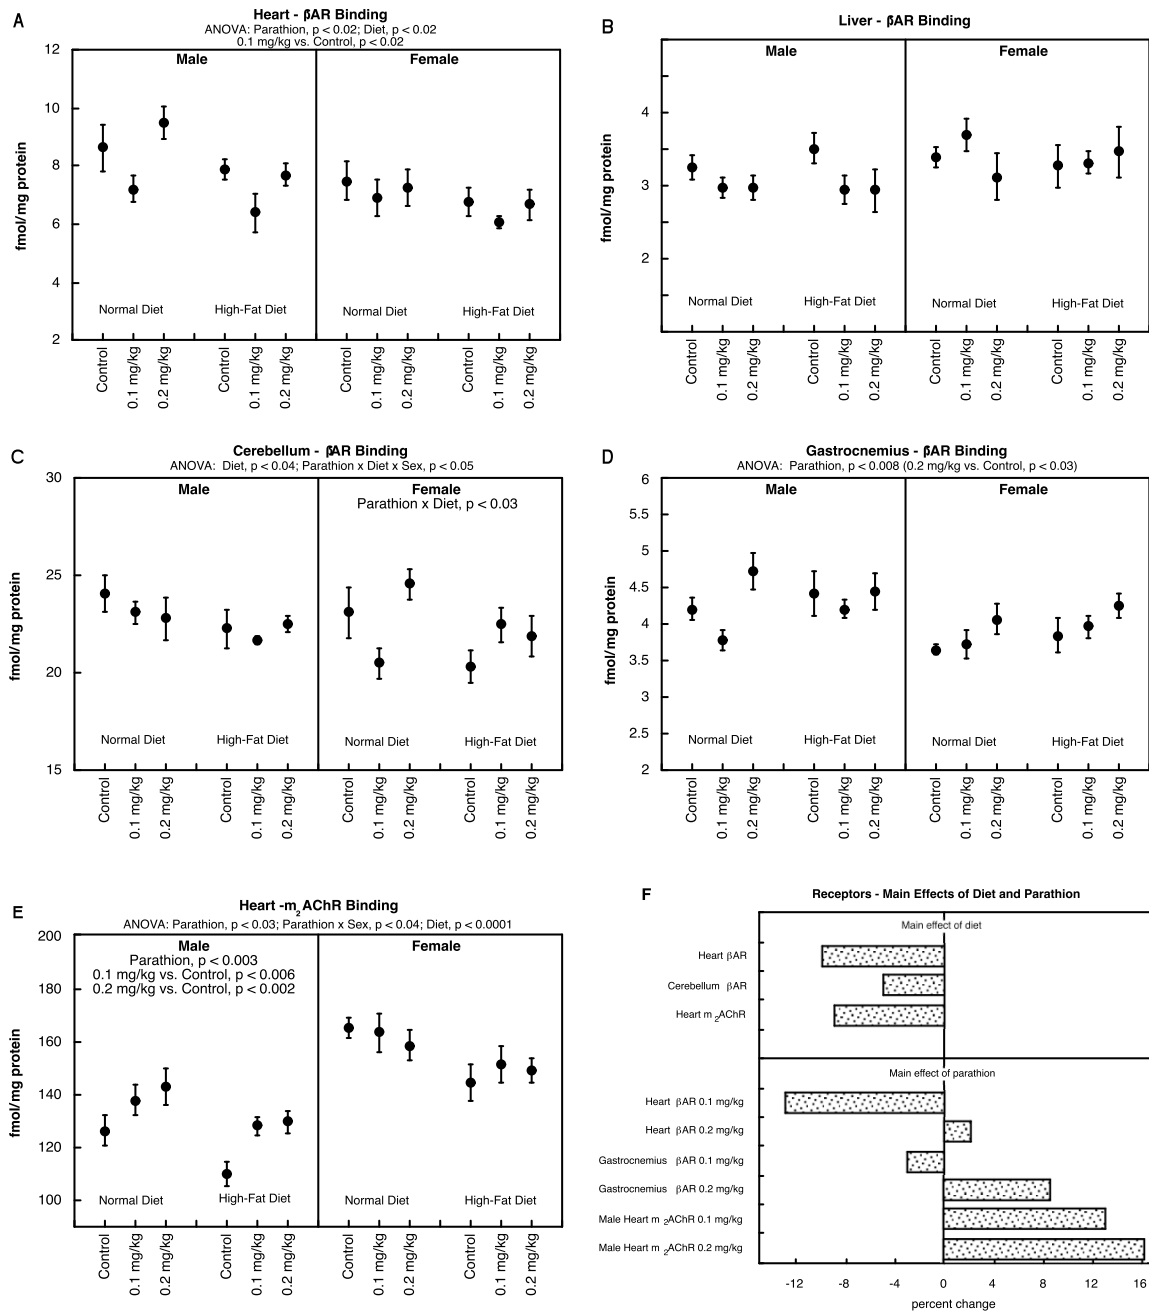 A
Heart - βAR Binding
ANOVA: Parathion, p < 0.02; Diet, p < 0.02
0.1 mg/kg vs. Control, p < 0.02
Male
Female
12
10
8
6
4
2
fmol/mg protein
Normal Diet
High-Fat Diet
Normal Diet
High-Fat Diet
Control
0.1 mg/kg
0.2 mg/kg
Control
0.1 mg/kg
0.2 mg/kg
Control
0.1 mg/kg
0.2 mg/kg
Control
0.1 mg/kg
0.2 mg/kg
B
Liver - βAR Binding
Male
Female
4
3
2
fmol/mg protein
Normal Diet
High-Fat Diet
Normal Diet
High-Fat Diet
Control
0.1 mg/kg
0.2 mg/kg
Control
0.1 mg/kg
0.2 mg/kg
Control
0.1 mg/kg
0.2 mg/kg
Control
0.1 mg/kg
0.2 mg/kg
C
Cerebellum - βAR Binding
ANOVA: Diet, p < 0.04; Parathion x Diet x Sex, p < 0.05
Male
Female
Parathion x Diet, p < 0.03
30
25
20
15
fmol/mg protein
Normal Diet
High-Fat Diet
Normal Diet
High-Fat Diet
Control
0.1 mg/kg
0.2 mg/kg
Control
0.1 mg/kg
0.2 mg/kg
Control
0.1 mg/kg
0.2 mg/kg
Control
0.1 mg/kg
0.2 mg/kg
D
Gastrocnemius - βAR Binding
ANOVA: Parathion, p < 0.008 (0.2 mg/kg vs. Control, p < 0.03)
Male
Female
6
5.5
5
4.5
4
3.5
3
2.5
2
fmol/mg protein
Normal Diet
High-Fat Diet
Normal Diet
High-Fat Diet
Control
0.1 mg/kg
0.2 mg/kg
Control
0.1 mg/kg
0.2 mg/kg
Control
0.1 mg/kg
0.2 mg/kg
Control
0.1 mg/kg
0.2 mg/kg
E
Heart -m₂AChR Binding
ANOVA: Parathion, p < 0.03; Parathion x Sex, p < 0.04; Diet, p < 0.0001
Male
Female
Parathion, p < 0.003
0.1 mg/kg vs. Control, p < 0.006
0.2 mg/kg vs. Control, p < 0.002
200
180
160
140
120
100
fmol/mg protein
Normal Diet
High-Fat Diet
Normal Diet
High-Fat Diet
Control
0.1 mg/kg
0.2 mg/kg
Control
0.1 mg/kg
0.2 mg/kg
Control
0.1 mg/kg
0.2 mg/kg
Control
0.1 mg/kg
0.2 mg/kg
F
Receptors - Main Effects of Diet and Parathion
Main effect of diet
Heart βAR
Cerebellum βAR
Heart m₂AChR
Main effect of parathion
Heart βAR 0.1 mg/kg
Heart βAR 0.2 mg/kg
Gastrocnemius βAR 0.1 mg/kg
Gastrocnemius βAR 0.2 mg/kg
Male Heart m₂AChR 0.1 mg/kg
Male Heart m₂AChR 0.2 mg/kg
-12 -8 -4 0 4 8 12 16
percent change